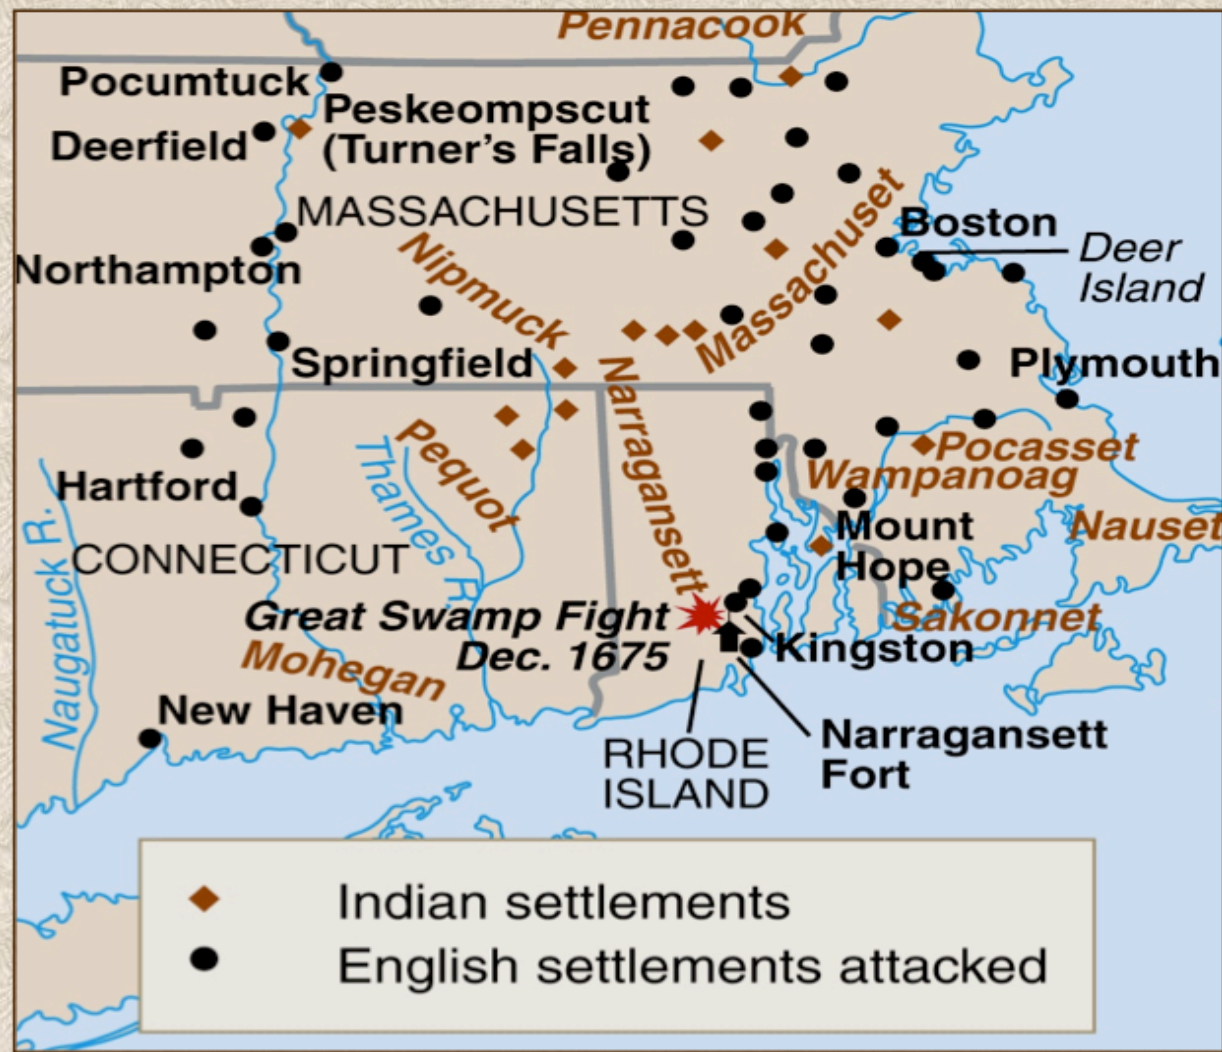 Pennacook
Pocumtuck
Peskeompscut
(Turner's Falls)
Deerfield
MASSACHUSETTS
Massachuset
Boston
Deer
Island
Northampton
Nipmuck
Springfield
Narragansett
Plymouth
Pequot
Thames R.
Pocasset
Wampanoag
Hartford
Mount
Hope
Nauset
Naugatuck R.
CONNECTICUT
Great Swamp Fight
Dec. 1675
Sakonnet
Kingston
Mohegan
New Haven
Narragansett
Fort
RHODE
ISLAND
Indian settlements
English settlements attacked